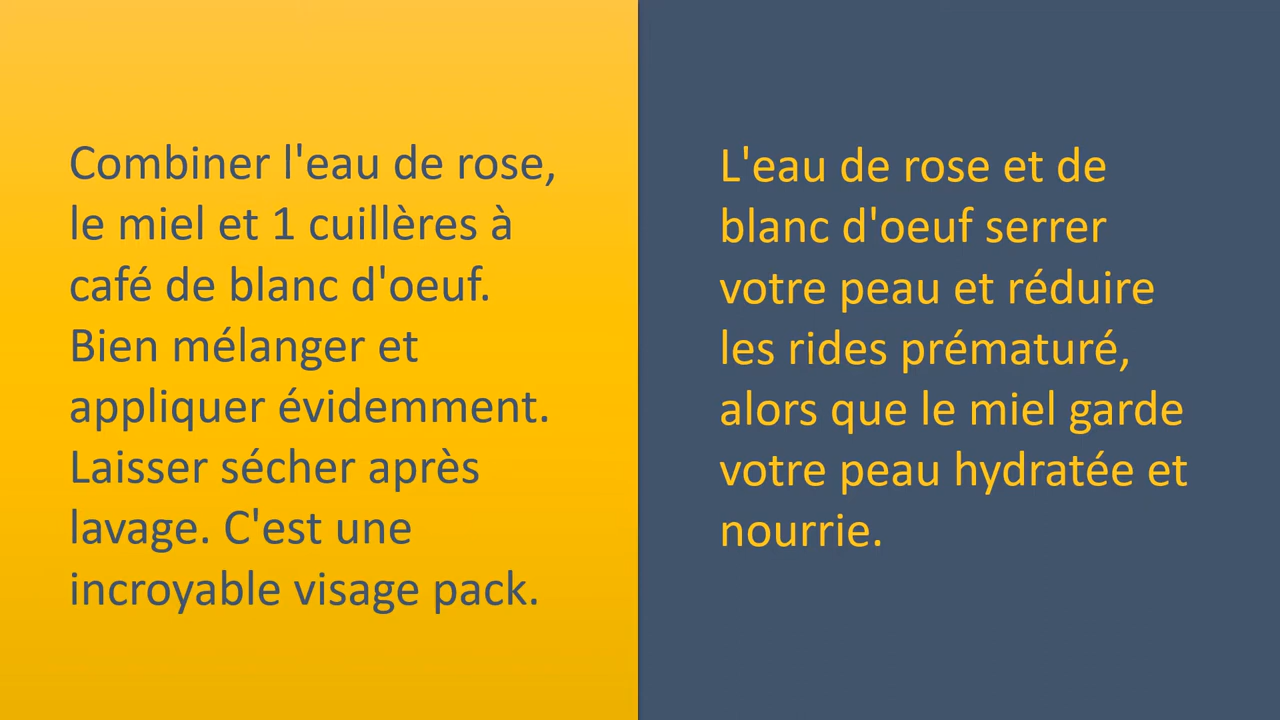 Combiner l'eau de rose,
le miel et 1 cuillères à
café de blanc d'oeuf.
Bien mélanger et
appliquer évidemment.
Laisser sécher après
lavage. C'est une
incroyable visage pack.
L'eau de rose et de
blanc d'oeuf serrer
votre peau et réduire
les rides prématuré,
alors que le miel garde
votre peau hydratée et
nourrie.